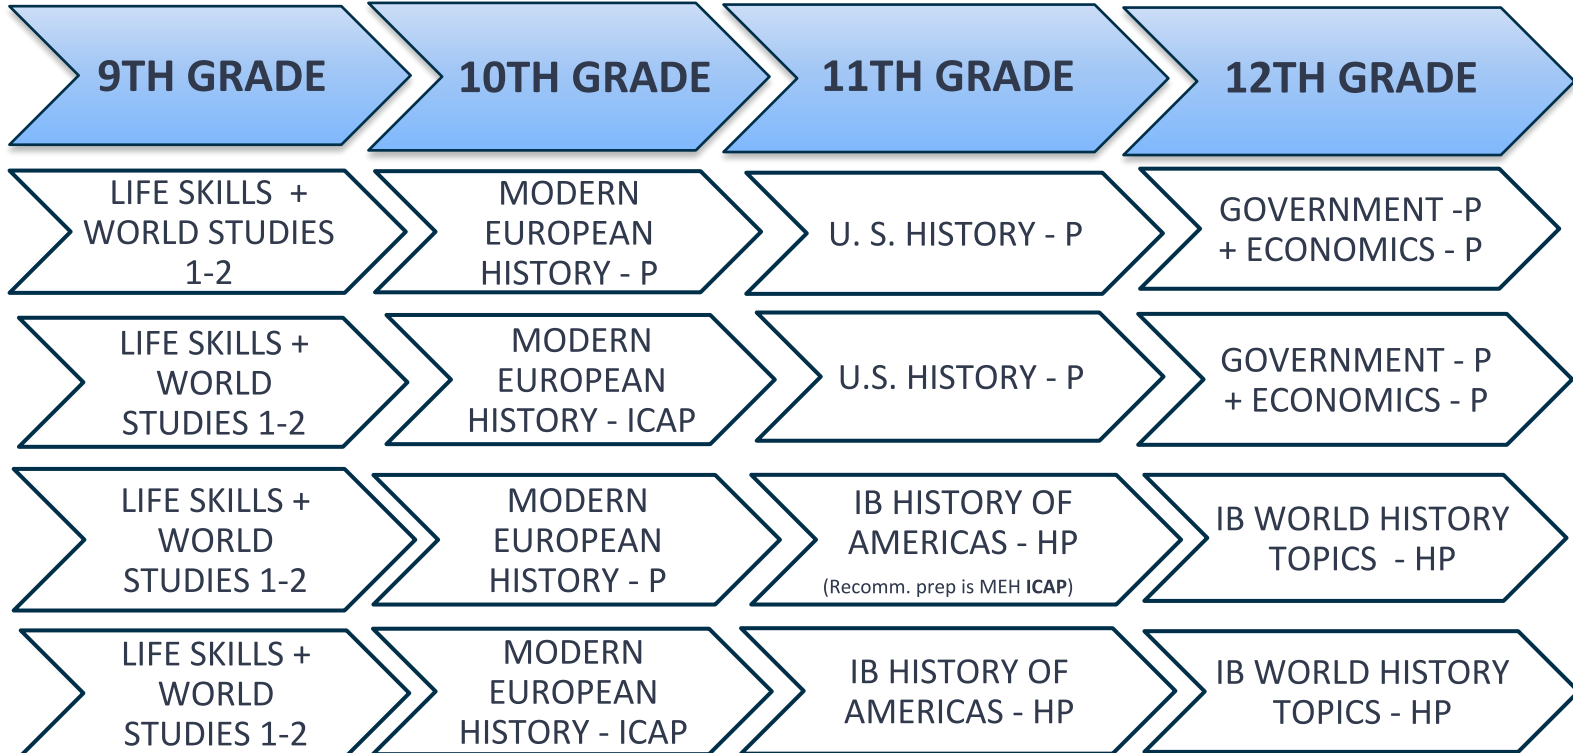 9TH GRADE
10TH GRADE
11TH GRADE
12TH GRADE
LIFE SKILLS +
WORLD STUDIES
1-2
MODERN
EUROPEAN
HISTORY - P
U. S. HISTORY - P
GOVERNMENT -P
+ ECONOMICS - P
LIFE SKILLS +
WORLD
STUDIES 1-2
MODERN
EUROPEAN
HISTORY - ICAP
U.S. HISTORY - P
GOVERNMENT - P
+ ECONOMICS - P
LIFE SKILLS +
WORLD
STUDIES 1-2
MODERN
EUROPEAN
HISTORY - P
IB HISTORY OF
AMERICAS - HP
(Recomm. prep is MEH ICAP)
IB WORLD HISTORY
TOPICS - HP
LIFE SKILLS +
WORLD
STUDIES 1-2
MODERN
EUROPEAN
HISTORY - ICAP
IB HISTORY OF
AMERICAS - HP
IB WORLD HISTORY
TOPICS - HP